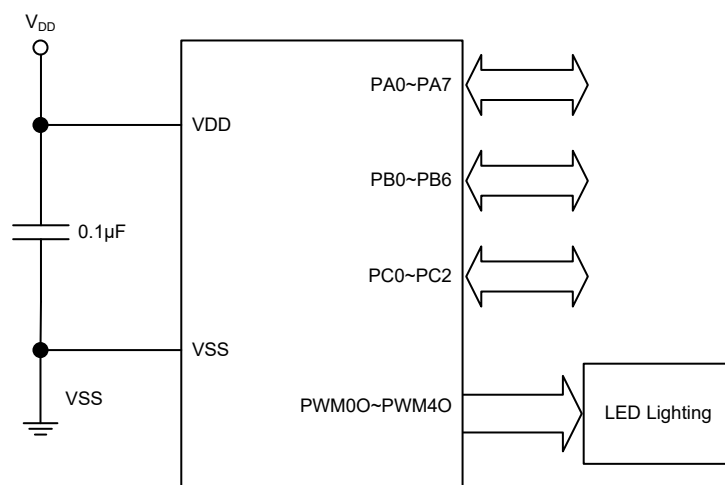 VDD
PA0~PA7
VDD
PB0~PB6
0.1µF
PC0~PC2
VSS
VSS
PWM0O~PWM4O
LED Lighting